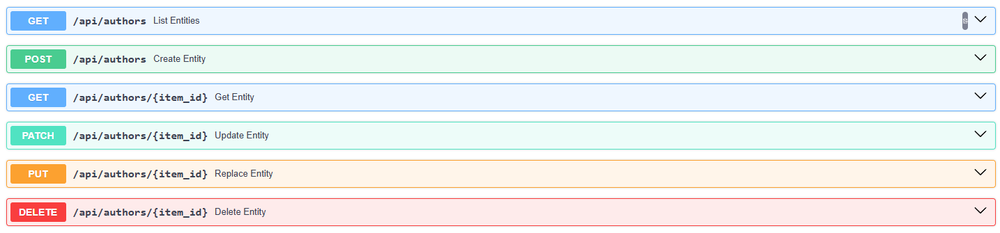 GET /api/authors List Entities
POST /api/authors Create Entity
GET /api/authors/{item_id} Get Entity
PATCH /api/authors/{item_id} Update Entity
PUT /api/authors/{item_id} Replace Entity
DELETE /api/authors/{item_id} Delete Entity